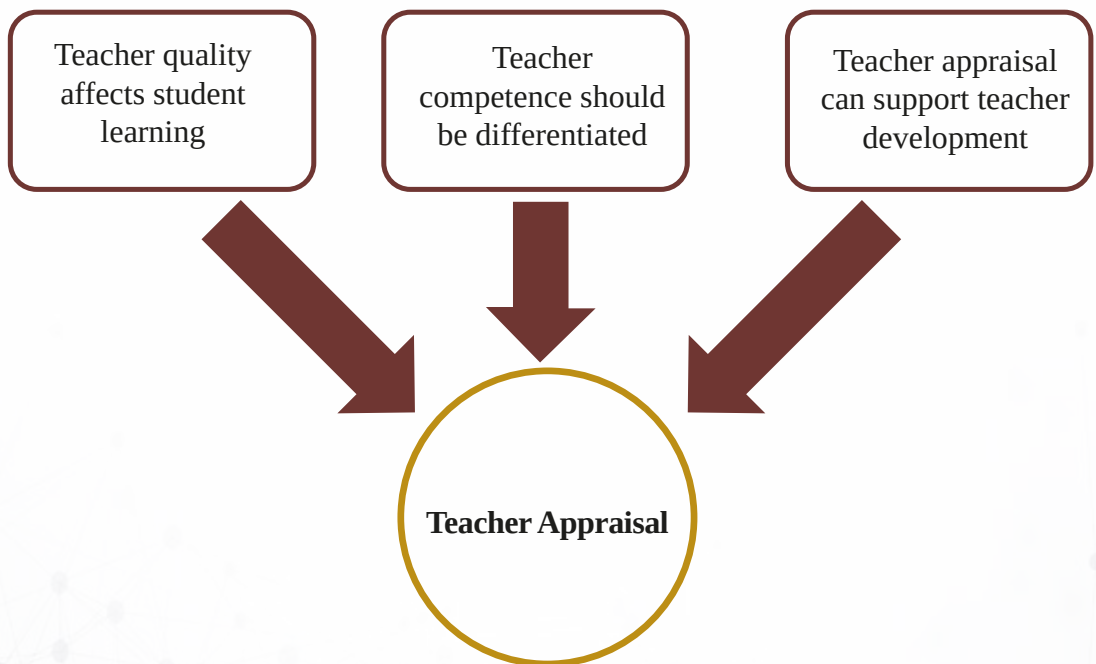 Teacher quality
affects student
learning
Teacher
competence should
be differentiated
Teacher appraisal
can support teacher
development
Teacher Appraisal